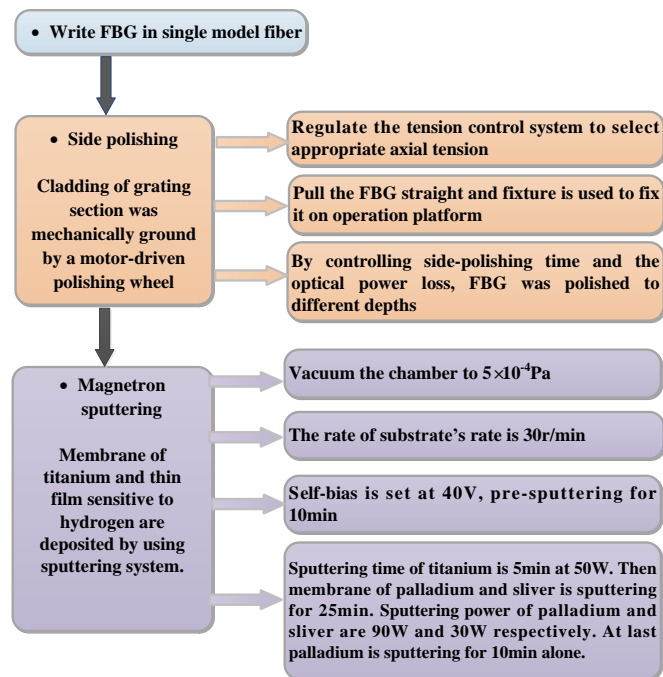 • Write FBG in single model fiber
• Side polishing
Cladding of grating
section was
mechanically ground
by a motor-driven
polishing wheel
Regulate the tension control system to select
appropriate axial tension
Pull the FBG straight and fixture is used to fix
it on operation platform
By controlling side-polishing time and the
optical power loss, FBG was polished to
different depths
• Magnetron
sputtering
Membrane of
titanium and thin
film sensitive to
hydrogen are
deposited by using
sputtering system.
Vacuum the chamber to 5×10⁻⁴Pa
The rate of substrate’s rate is 30r/min
Self-bias is set at 40V, pre-sputtering for
10min
Sputtering time of titanium is 5min at 50W. Then
membrane of palladium and sliver is sputtering
for 25min. Sputtering power of palladium and
sliver are 90W and 30W respectively. At last
palladium is sputtering for 10min alone.